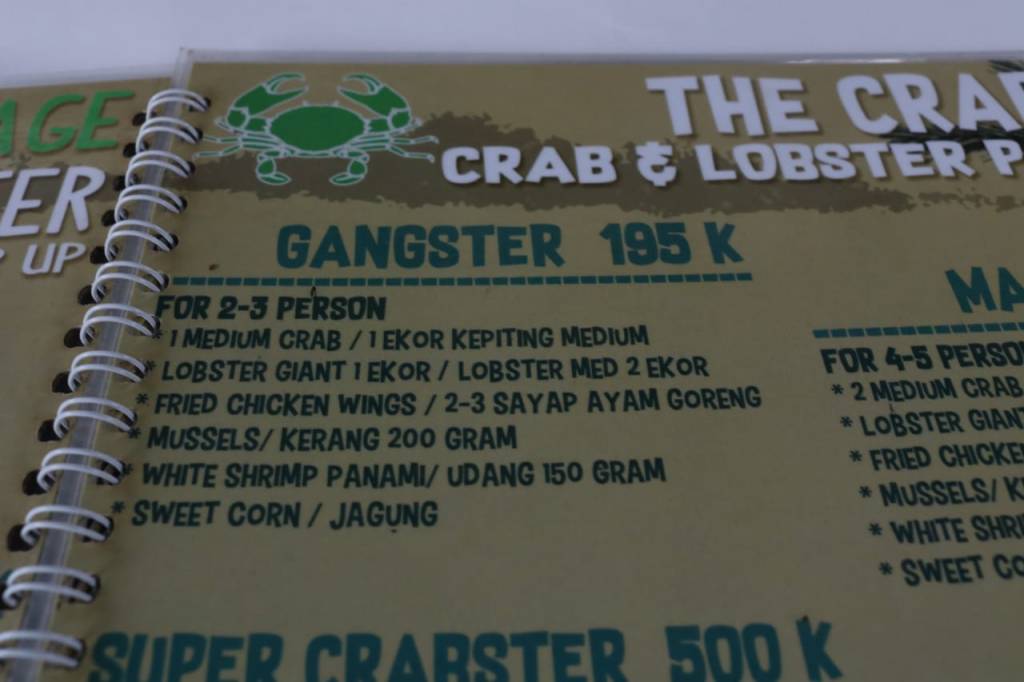 AGE
TER
UP
THE CRA
CRAB & LOBSTER P
GANGSTER 195 K
FOR 2-3 PERSON
* 1 MEDIUM CRAB / 1 EKOR KEPITING MEDIUM
* LOBSTER GIANT 1 EKOR / LOBSTER MED 2 EKOR
* FRIED CHICKEN WINGS / 2-3 SAYAP AYAM GORENG
* MUSSELS/ KERANG 200 GRAM
* WHITE SHRIMP PANAMI/ UDANG 150 GRAM
* SWEET CORN / JAGUNG
MA
FOR 4-5 PERSO
* 2 MEDIUM CRAB
* LOBSTER GIANT
* FRIED CHICKE
* MUSSELS/ K
* WHITE SHRI
* SWEET CO
SUPER CRABSTER 500 K